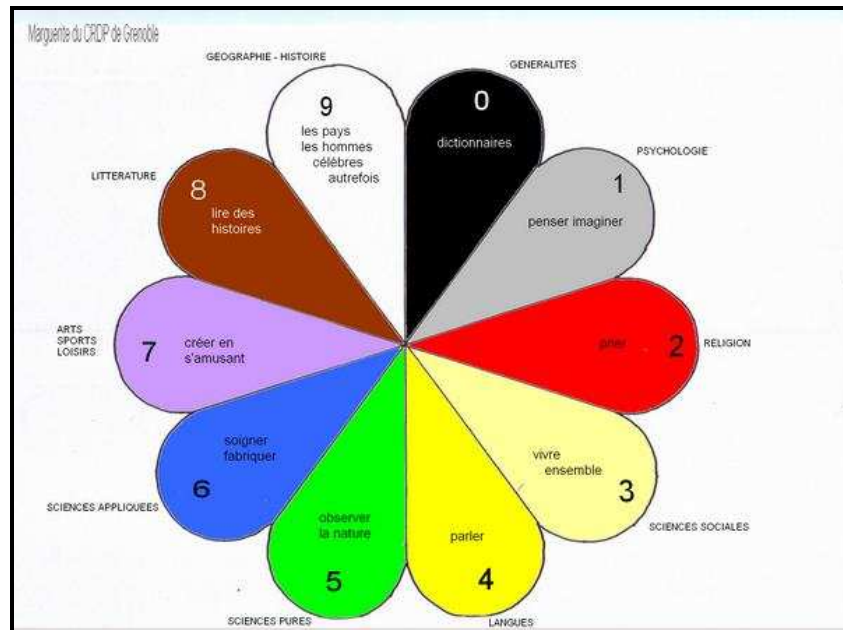 Marguerite du CRDP de Grenoble
GEOGRAPHIE - HISTOIRE
9
les pays
les hommes
célèbres
autrefois
GENERALITES
0
dictionnaires
PSYCHOLOGIE
1
penser imaginer
RELIGION
2
prier
SCIENCES SOCIALES
3
vivre
ensemble
LANGUES
4
parler
SCIENCES PURES
5
observer
la nature
SCIENCES APPLIQUEES
6
soigner
fabriquer
ARTS
SPORTS
LOISIRS
7
créer en
s'amusant
LITTERATURE
8
lire des
histoires